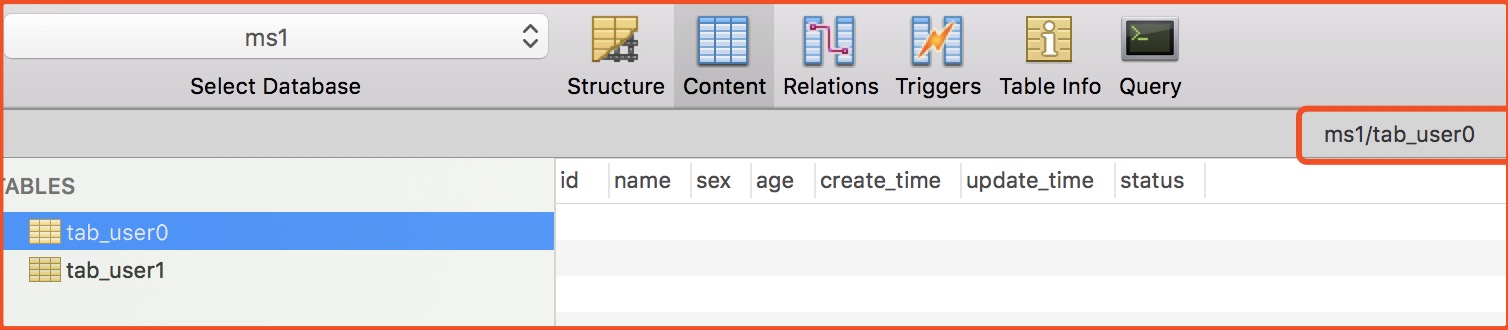 ms1
Select Database
Structure
Content
Relations
Triggers
Table Info
Query
ms1/tab_user0
TABLES
id name sex age create_time update_time status
tab_user0
tab_user1